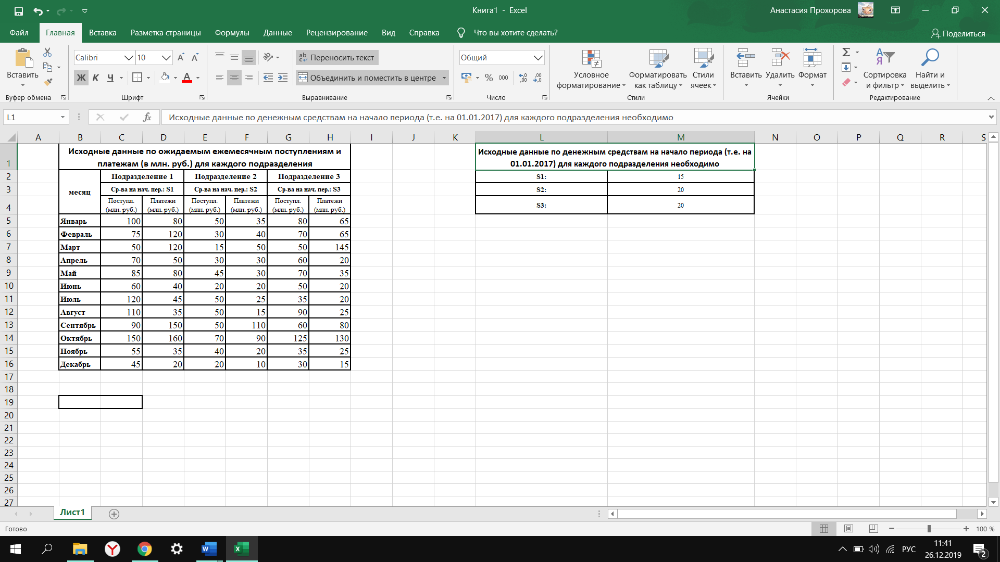 Книга1 - Excel
Анастасия Прохорова
Файл Главная Вставка Разметка страницы Формулы Данные Рецензирование Вид Справка Что вы хотите сделать? Поделиться
Вставить
Буфер обмена
Calibri 10
Ж К Ч
Шрифт
Переносить текст
Объединить и поместить в центре
Выравнивание
Общий
% 000
Число
Условное форматирование
Форматировать как таблицу
Стили ячеек
Стили
Вставить Удалить Формат
Ячейки
Сортировка и фильтр
Найти и выделить
Редактирование
L1
fx Исходные данные по денежным средствам на начало периода (т.е. на 01.01.2017) для каждого подразделения необходимо
A B C D E F G H I J K L M N O P Q R S
1
Исходные данные по ожидаемым ежемесячным поступлениям и
платежам (в млн. руб.) для каждого подразделения
Исходные данные по денежным средствам на начало периода (т.е. на
01.01.2017) для каждого подразделения необходимо
2 месяц Подразделение 1 Подразделение 2 Подразделение 3 S1: 15
3 Ср-ва на нач. пер.: S1 Ср-ва на нач. пер.: S2 Ср-ва на нач. пер.: S3 S2: 20
4 Поступл. (млн. руб.) Платежи (млн. руб.) Поступл. (млн. руб.) Платежи (млн. руб.) Поступл. (млн. руб.) Платежи (млн. руб.) S3: 20
5 Январь 100 80 50 35 80 65
6 Февраль 75 120 30 40 70 65
7 Март 50 120 15 50 50 145
8 Апрель 70 50 30 30 60 20
9 Май 85 80 45 30 70 35
10 Июнь 60 40 20 20 50 20
11 Июль 120 45 50 25 35 20
12 Август 110 35 50 15 90 25
13 Сентябрь 90 150 50 110 60 80
14 Октябрь 150 160 70 90 125 130
15 Ноябрь 55 35 40 20 35 25
16 Декабрь 45 20 20 10 30 15
17
18
19
20
21
22
23
24
25
26
27
Лист1
Готово
100 %
РУС
11:41
26.12.2019
2